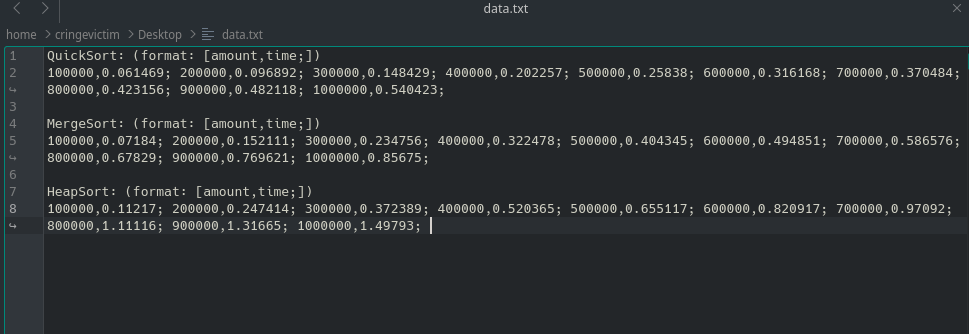 data.txt
home > cringevictim > Desktop > data.txt
1 QuickSort: (format: [amount,time;])
2 100000,0.061469; 200000,0.096892; 300000,0.148429; 400000,0.202257; 500000,0.25838; 600000,0.316168; 700000,0.370484;
800000,0.423156; 900000,0.482118; 1000000,0.540423;
3
4 MergeSort: (format: [amount,time;])
5 100000,0.07184; 200000,0.152111; 300000,0.234756; 400000,0.322478; 500000,0.404345; 600000,0.494851; 700000,0.586576;
800000,0.67829; 900000,0.769621; 1000000,0.85675;
6
7 HeapSort: (format: [amount,time;])
8 100000,0.11217; 200000,0.247414; 300000,0.372389; 400000,0.520365; 500000,0.655117; 600000,0.820917; 700000,0.97092;
800000,1.11116; 900000,1.31665; 1000000,1.49793;